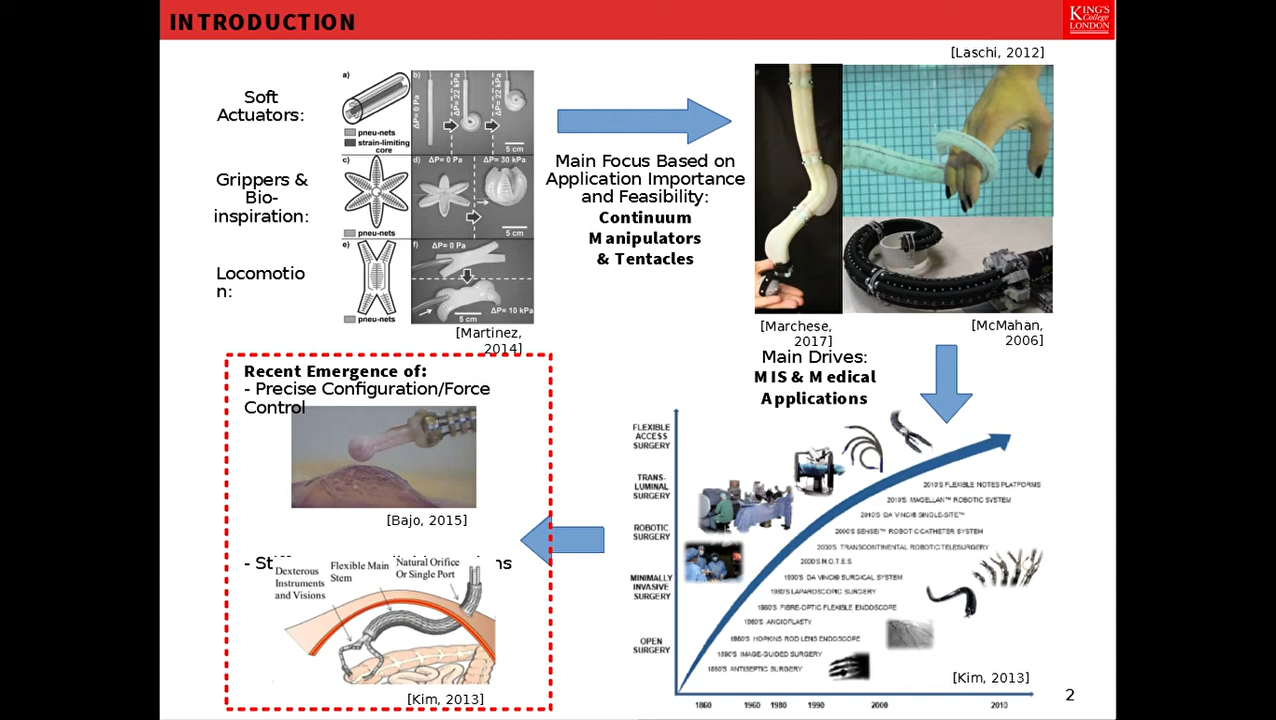 INTRODUCTION
KING'S
College
LONDON
[Laschi, 2012]
Soft
Actuators:
Grippers &
Bio-
inspiration:
Locomotio
n:
a)
pneu-nets
strain-limiting
core
b)
ΔP= 0 Pa
ΔP= 22 kPa
ΔP= 22 kPa
5 cm
c)
pneu-nets
d)
ΔP= 0 Pa
ΔP= 30 kPa
5 cm
e)
pneu-nets
f)
ΔP= 0 Pa
5 cm
ΔP= 10 kPa
[Martinez,
2014]
Main Focus Based on
Application Importance
and Feasibility:
Continuum
Manipulators
& Tentacles
[Marchese,
2017]
[McMahan,
2006]
Main Drives:
MIS & Medical
Applications
Recent Emergence of:
- Precise Configuration/Force
Control
[Bajo, 2015]
Dexterous
Instruments
and Visions
Flexible Main
Stem
Natural Orifice
Or Single Port
[Kim, 2013]
FLEXIBLE
ACCESS
SURGERY
TRANS-
LUMINAL
SURGERY
ROBOTIC
SURGERY
MINIMALLY
INVASIVE
SURGERY
OPEN
SURGERY
2010'S FLEXIBLE NOTES PLATFORMS
2010'S MAGELLAN™ ROBOTIC SYSTEM
2010'S DA VINCI® SINGLE-SITE™
2000'S SENSEI™ ROBOTIC CATHETER SYSTEM
2000'S TRANSCONTINENTAL ROBOTIC TELESURGERY
2000'S N.O.T.E.S
1990'S DA VINCI® SURGICAL SYSTEM
1980'S LAPAROSCOPIC SURGERY
1960'S FIBRE-OPTIC FLEXIBLE ENDOSCOPE
1960'S ANGIOPLASTY
1960'S HOPKINS ROD LENS ENDOSCOPE
1890'S IMAGE-GUIDED SURGERY
1860'S ANTISEPTIC SURGERY
1860
1960
1980
1990
2000
2010
[Kim, 2013]
2